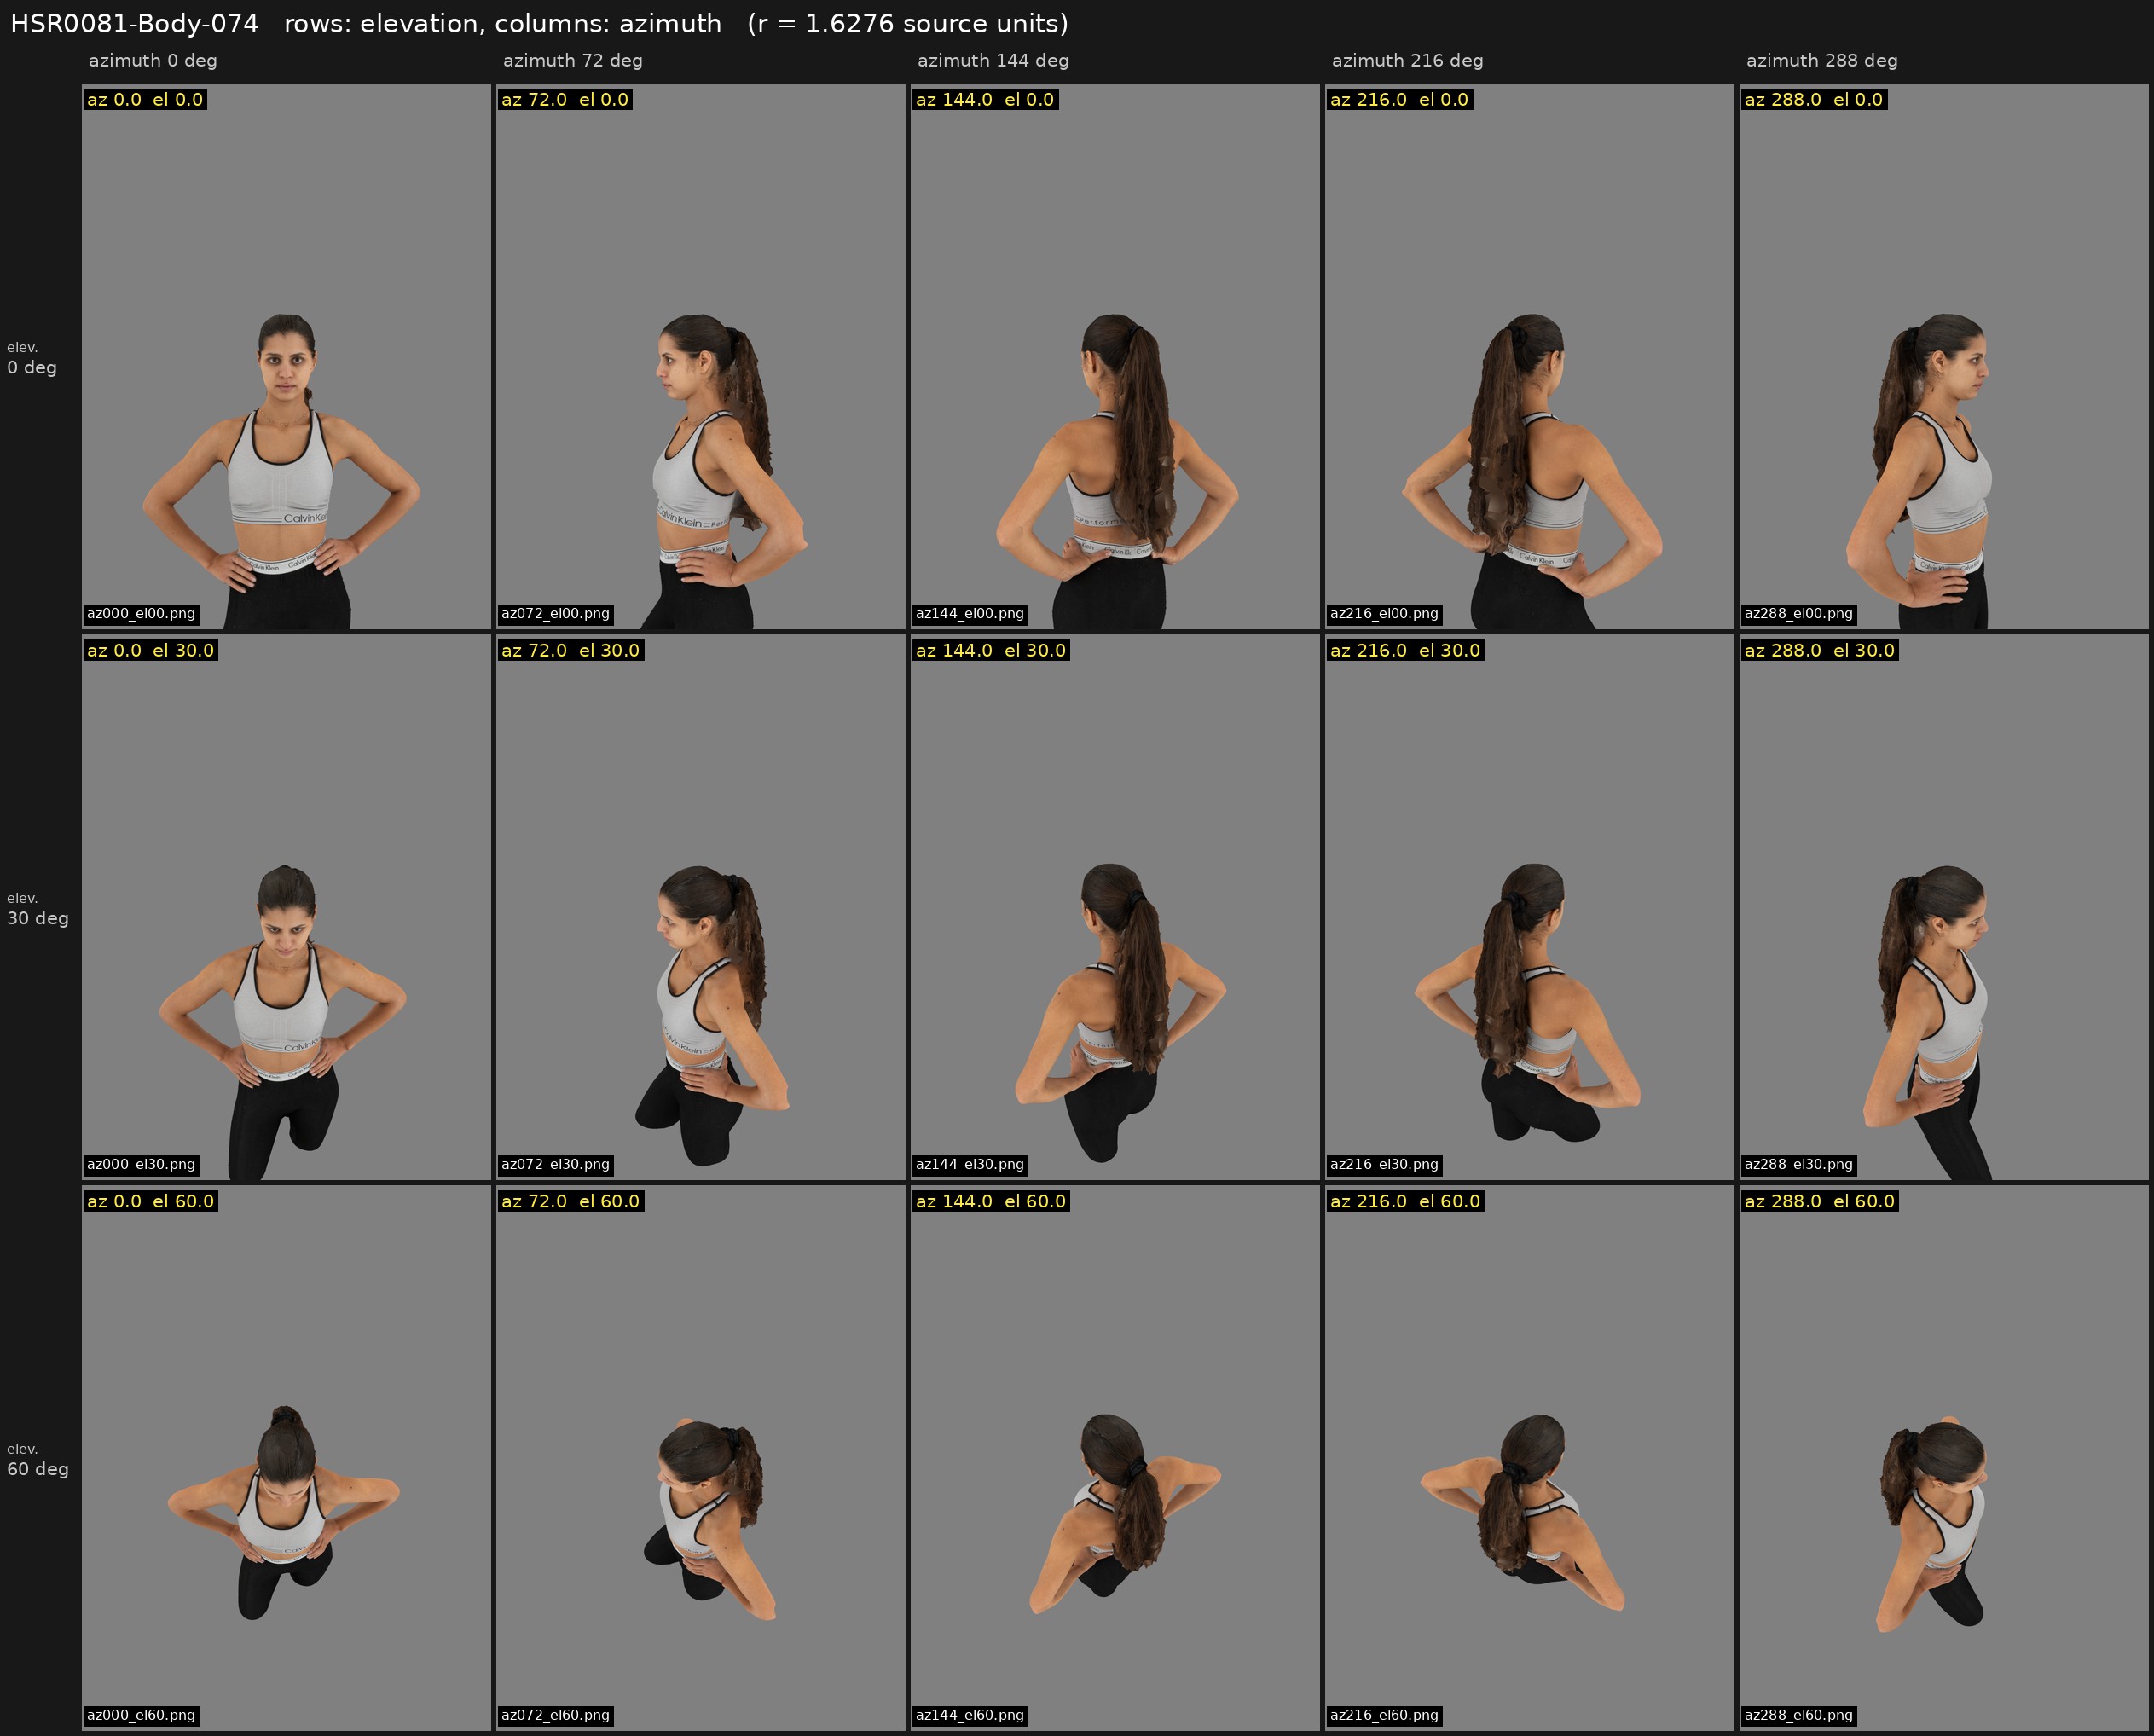 HSR0081-Body-074 rows: elevation, columns: azimuth (r = 1.6276 source units)
azimuth 0 deg azimuth 72 deg azimuth 144 deg azimuth 216 deg azimuth 288 deg
az 0.0 el 0.0 az 72.0 el 0.0 az 144.0 el 0.0 az 216.0 el 0.0 az 288.0 el 0.0
elev.
0 deg
CalvinKle
CalvinKlein
Performa
Calvin Klein Calvin Kle
Calvin Klein
az000_el00.png az072_el00.png az144_el00.png az216_el00.png az288_el00.png
az 0.0 el 30.0 az 72.0 el 30.0 az 144.0 el 30.0 az 216.0 el 30.0 az 288.0 el 30.0
elev.
30 deg
az000_el30.png az072_el30.png az144_el30.png az216_el30.png az288_el30.png
az 0.0 el 60.0 az 72.0 el 60.0 az 144.0 el 60.0 az 216.0 el 60.0 az 288.0 el 60.0
elev.
60 deg
az000_el60.png az072_el60.png az144_el60.png az216_el60.png az288_el60.png